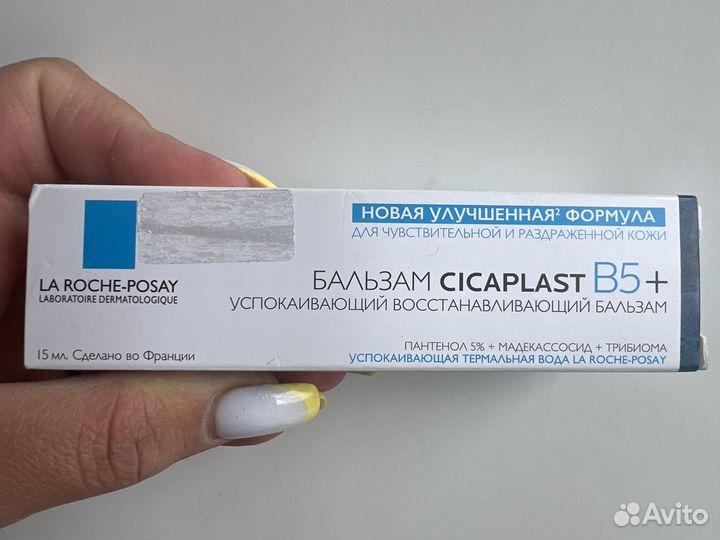 НОВАЯ УЛУЧШЕННАЯ² ФОРМУЛА
ДЛЯ ЧУВСТВИТЕЛЬНОЙ И РАЗДРАЖЕННОЙ КОЖИ
LA ROCHE-POSAY
LABORATOIRE DERMATOLOGIQUE
БАЛЬЗАМ CICAPLAST B5+
УСПОКАИВАЮЩИЙ ВОССТАНАВЛИВАЮЩИЙ БАЛЬЗАМ
15 мл. Сделано во Франции
ПАНТЕНОЛ 5% + МАДЕКАССОСИД + ТРИБИОМА
УСПОКАИВАЮЩАЯ ТЕРМАЛЬНАЯ ВОДА LA ROCHE-POSAY
Avito